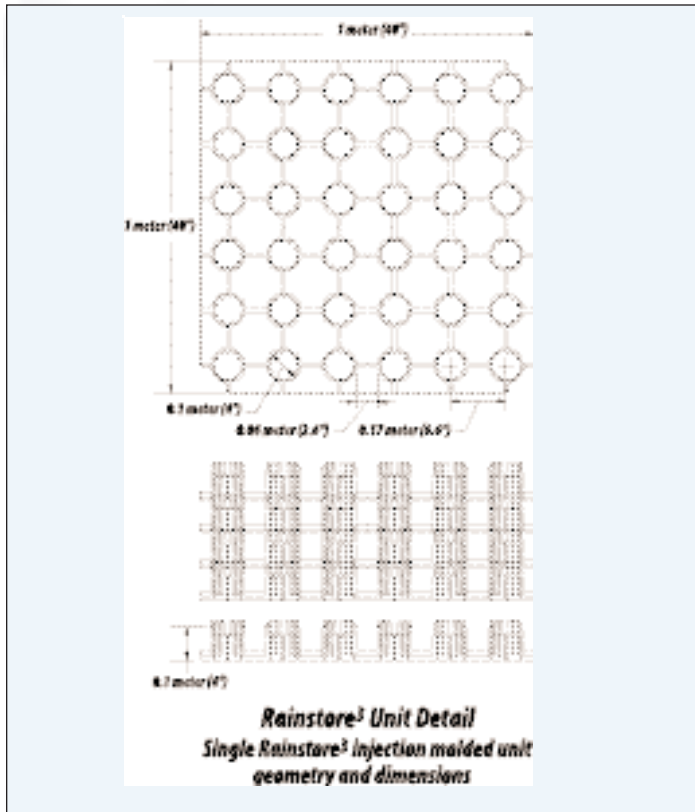 1 meter (40")
1 meter (40")
0.1 meter (4")
0.06 meter (2.6")
0.17 meter (6.6")
0.1 meter (4")
Rainstore³ Unit Detail
Single Rainstore³ injection molded unit
geometry and dimensions